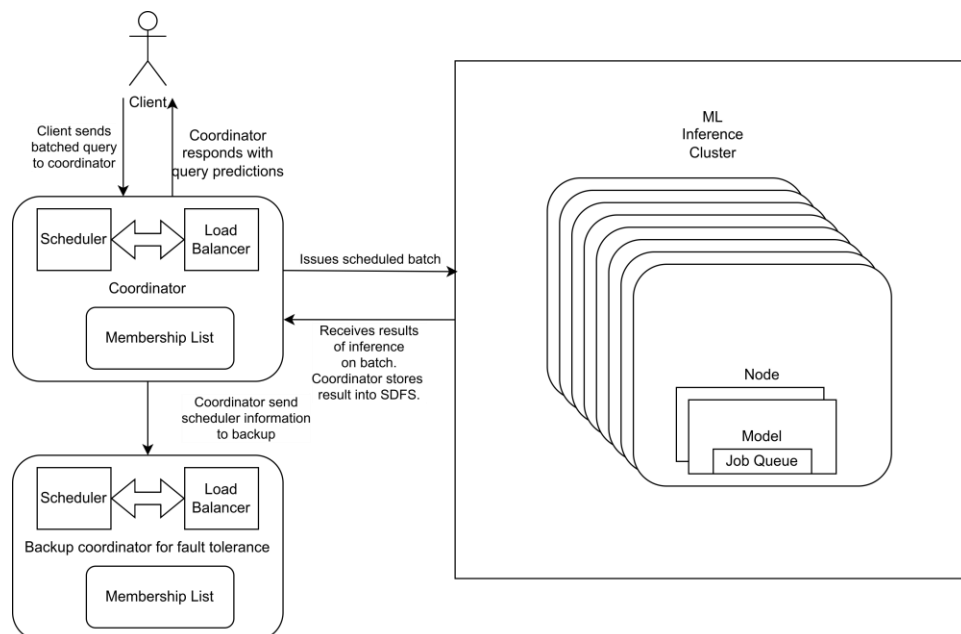 Client
Client sends
batched query
to coordinator
Coordinator
responds with
query predictions
Scheduler
Load
Balancer
Coordinator
Membership List
Issues scheduled batch
Receives results
of inference
on batch.
Coordinator stores
result into SDFS.
Coordinator send
scheduler information
to backup
Scheduler
Load
Balancer
Backup coordinator for fault tolerance
Membership List
ML
Inference
Cluster
Node
Model
Job Queue